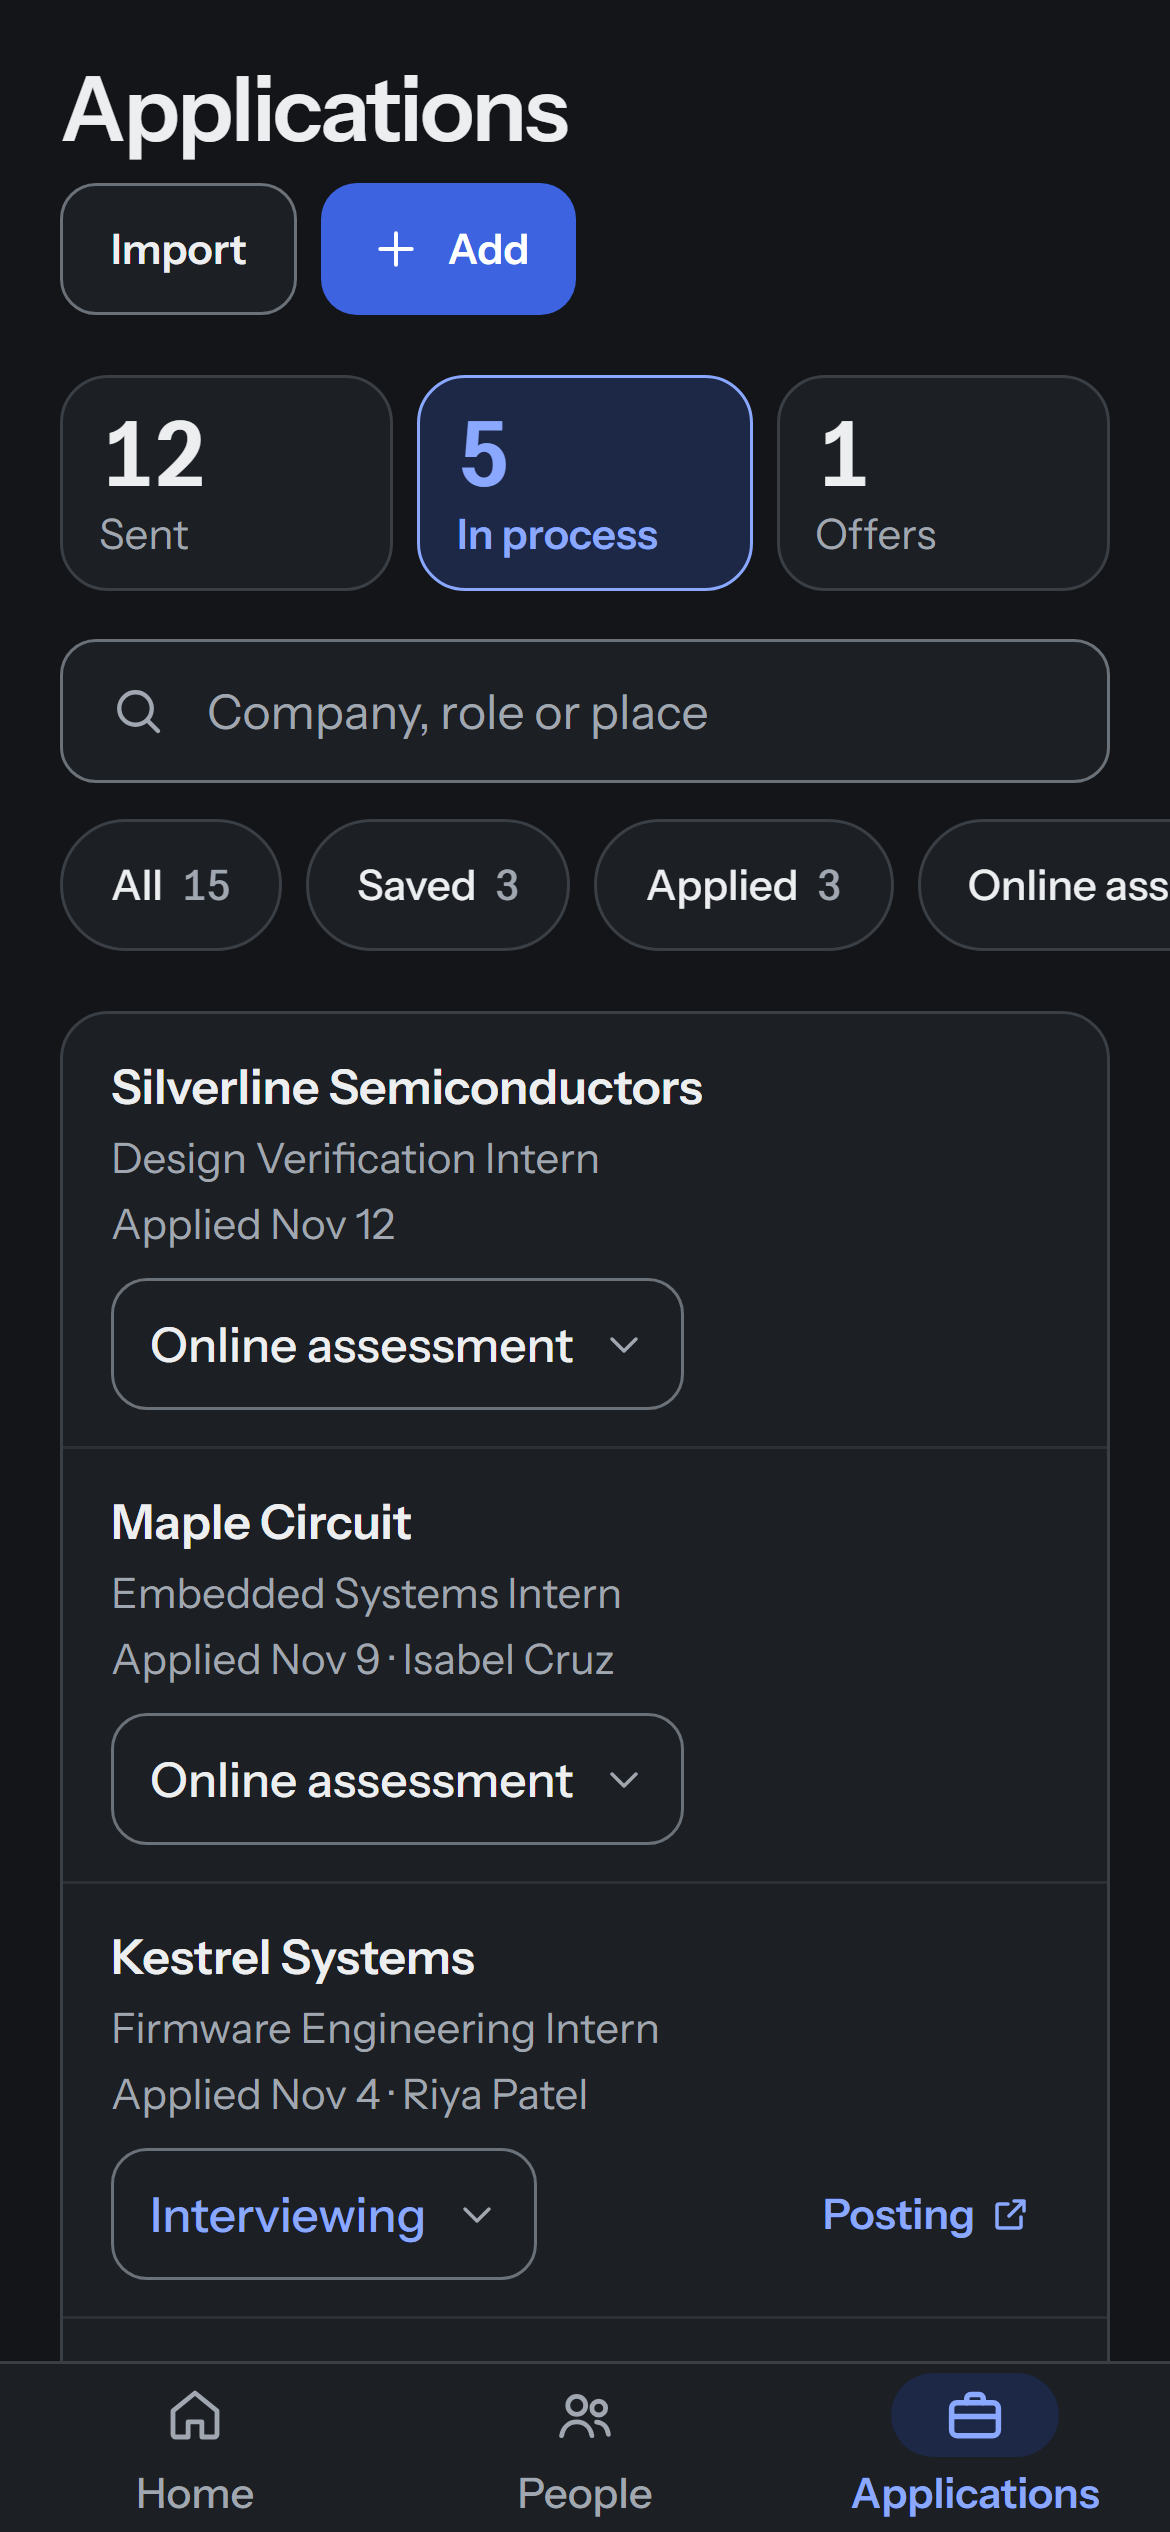 Applications
Import
Add
12
Sent
5
In process
1
Offers
Company, role or place
All 15
Saved 3
Applied 3
Online ass
Silverline Semiconductors
Design Verification Intern
Applied Nov 12
Online assessment
Maple Circuit
Embedded Systems Intern
Applied Nov 9 · Isabel Cruz
Online assessment
Kestrel Systems
Firmware Engineering Intern
Applied Nov 4 · Riya Patel
Interviewing
Posting
Home
People
Applications